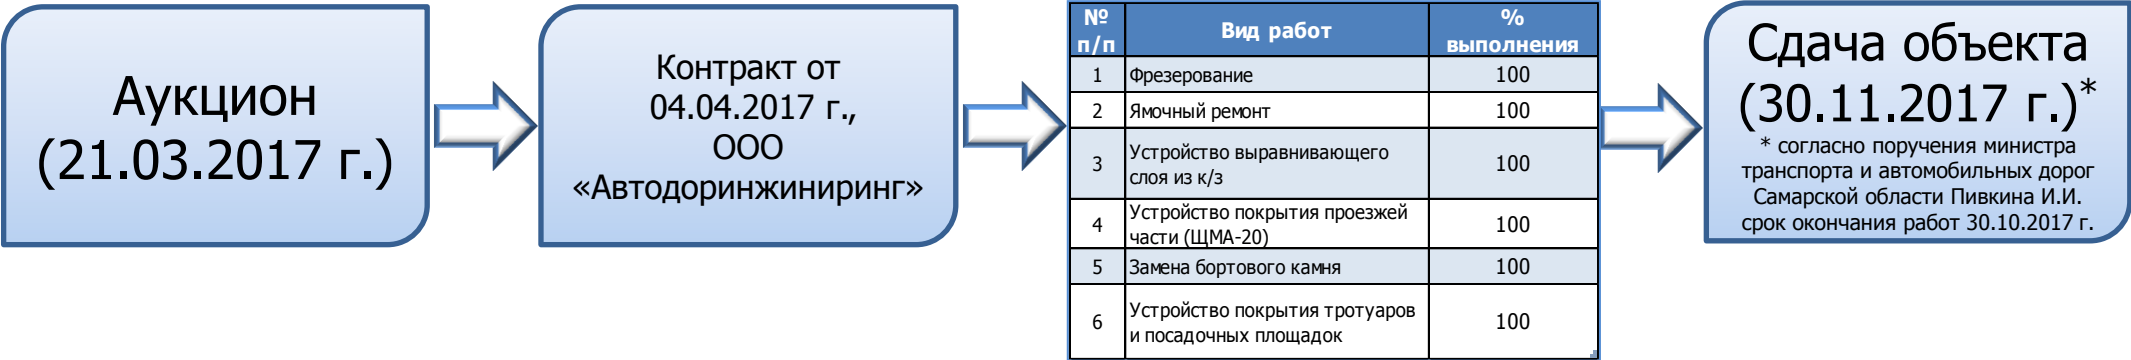 Аукцион
(21.03.2017 г.)
Контракт от
04.04.2017 г.,
ООО
«Автодоринжиниринг»
№ п/п Вид работ % выполнения
1 Фрезерование 100
2 Ямочный ремонт 100
3 Устройство выравнивающего слоя из к/з 100
4 Устройство покрытия проезжей части (ЩМА-20) 100
5 Замена бортового камня 100
6 Устройство покрытия тротуаров и посадочных площадок 100
Сдача объекта
(30.11.2017 г.)*
* согласно поручения министра
транспорта и автомобильных дорог
Самарской области Пивкина И.И.
срок окончания работ 30.10.2017 г.